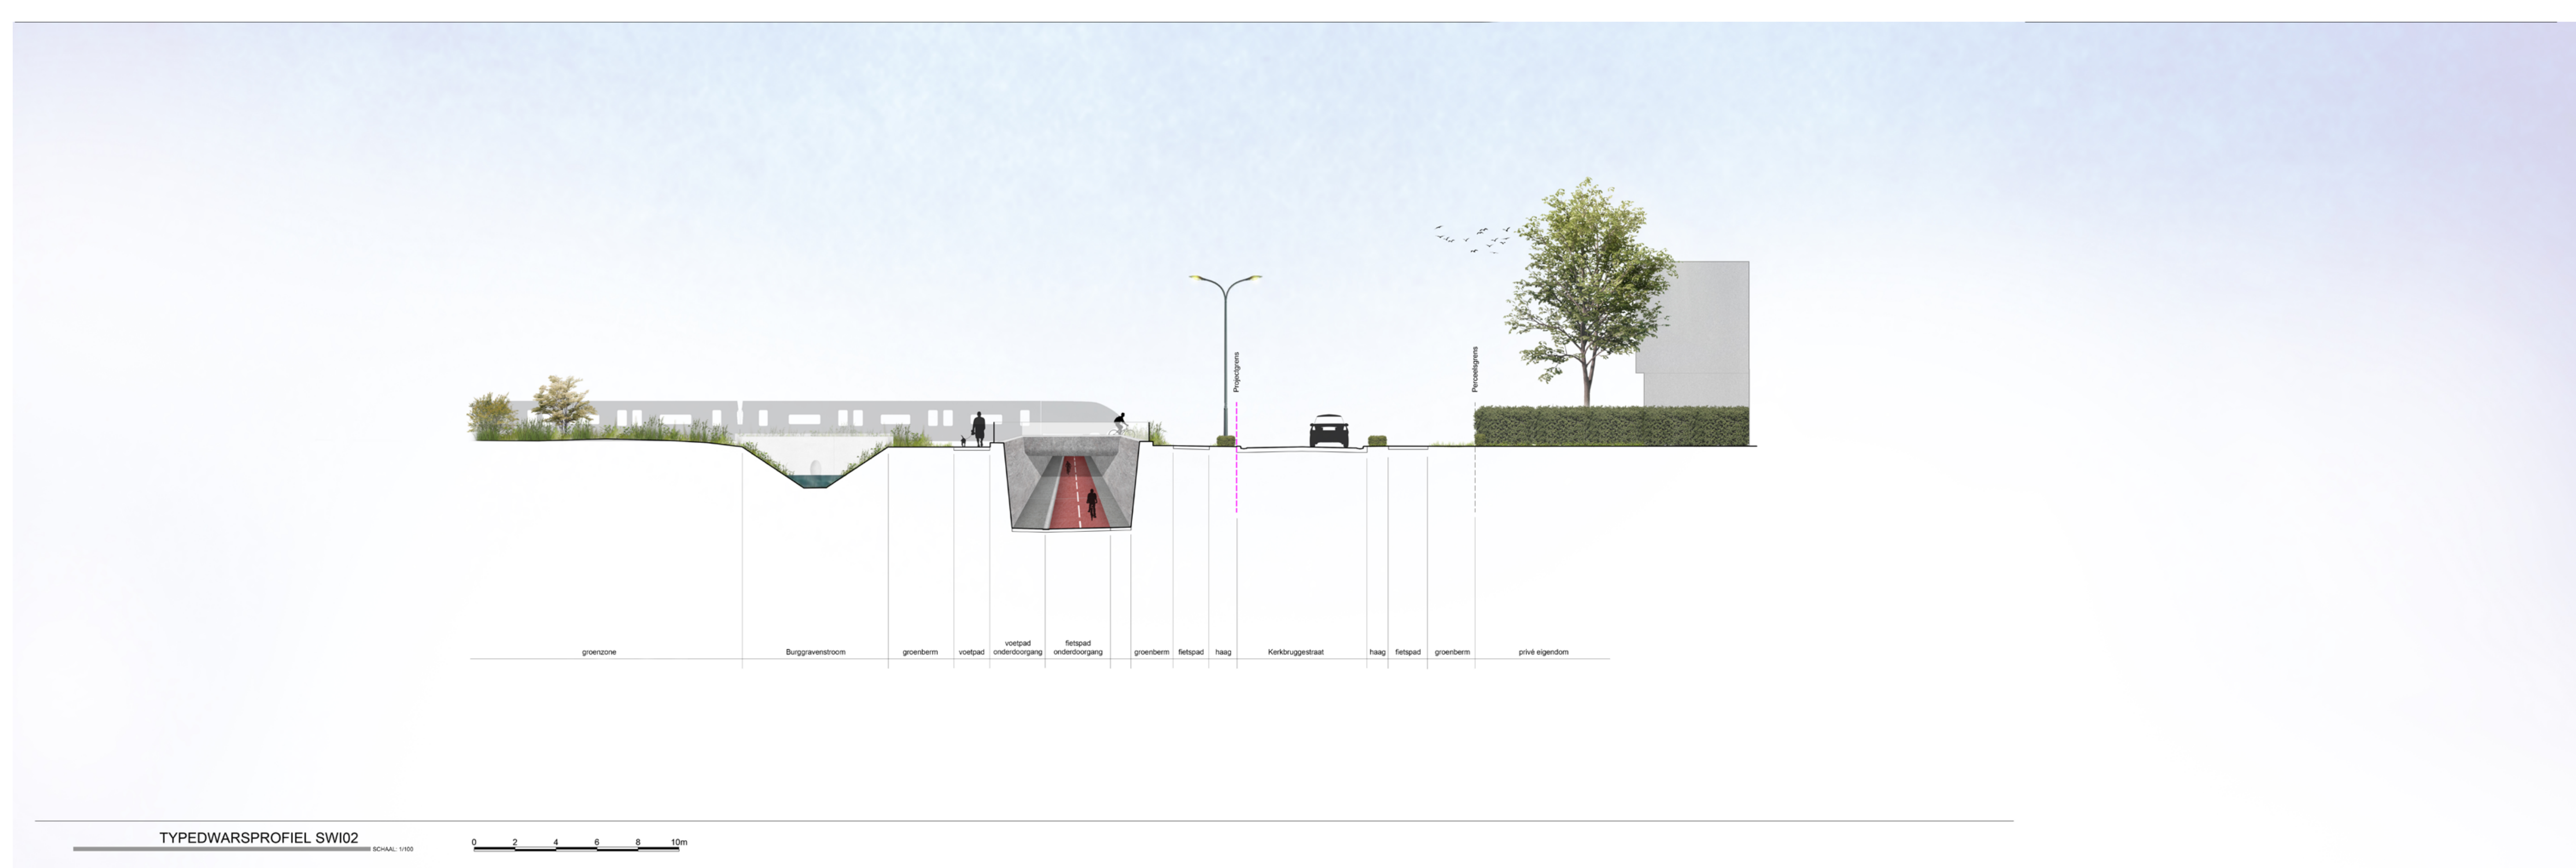 Projectgrens
Perceelsgrens
groenzone
Burggravenstroom
groenberm
voetpad
voetpad
onderdoorgang
fietspad
onderdoorgang
groenberm
fietspad
haag
Kerkbruggestraat
haag
fietspad
groenberm
privé eigendom
TYPEDWARSPROFIEL SWI02
SCHAAL: 1/100
0 2 4 6 8 10m